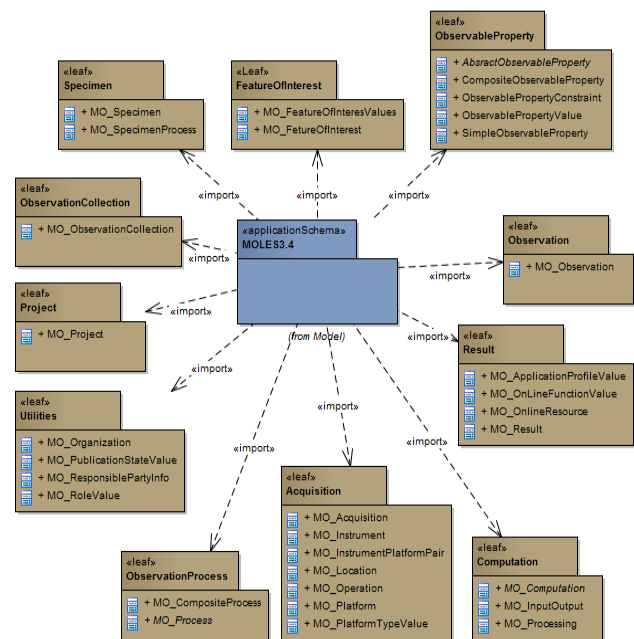 «leaf»
ObservableProperty
+ AbsractObservableProperty
+ CompositeObservableProperty
+ ObservablePropertyConstraint
+ ObservablePropertyValue
+ SimpleObservableProperty
«leaf»
Specimen
+ MO_Specimen
+ MO_SpecimenProcess
«Leaf»
FeatureOfInterest
+ MO_FeatureOfInteresValues
+ MO_FetureOfInterest
«import»
«import»
«import»
«leaf»
ObservationCollection
+ MO_ObservationCollection
«import»
«applicationSchema»
MOLES3.4
(from Model)
«leaf»
Observation
+ MO_Observation
«import»
«leaf»
Project
+ MO_Project
«import»
«leaf»
Result
+ MO_ApplicationProfileValue
+ MO_OnLineFunctionValue
+ MO_OnlineResource
+ MO_Result
«import»
«leaf»
Utilities
+ MO_Organization
+ MO_PublicationStateValue
+ MO_ResponsiblePartyInfo
+ MO_RoleValue
«import»
«import»
«import»
«import»
«leaf»
Acquisition
+ MO_Acquisition
+ MO_Instrument
+ MO_InstrumentPlatformPair
+ MO_Location
+ MO_Operation
+ MO_Platform
+ MO_PlatformTypeValue
«leaf»
ObservationProcess
+ MO_CompositeProcess
+ MO_Process
«leaf»
Computation
+ MO_Computation
+ MO_InputOutput
+ MO_Processing